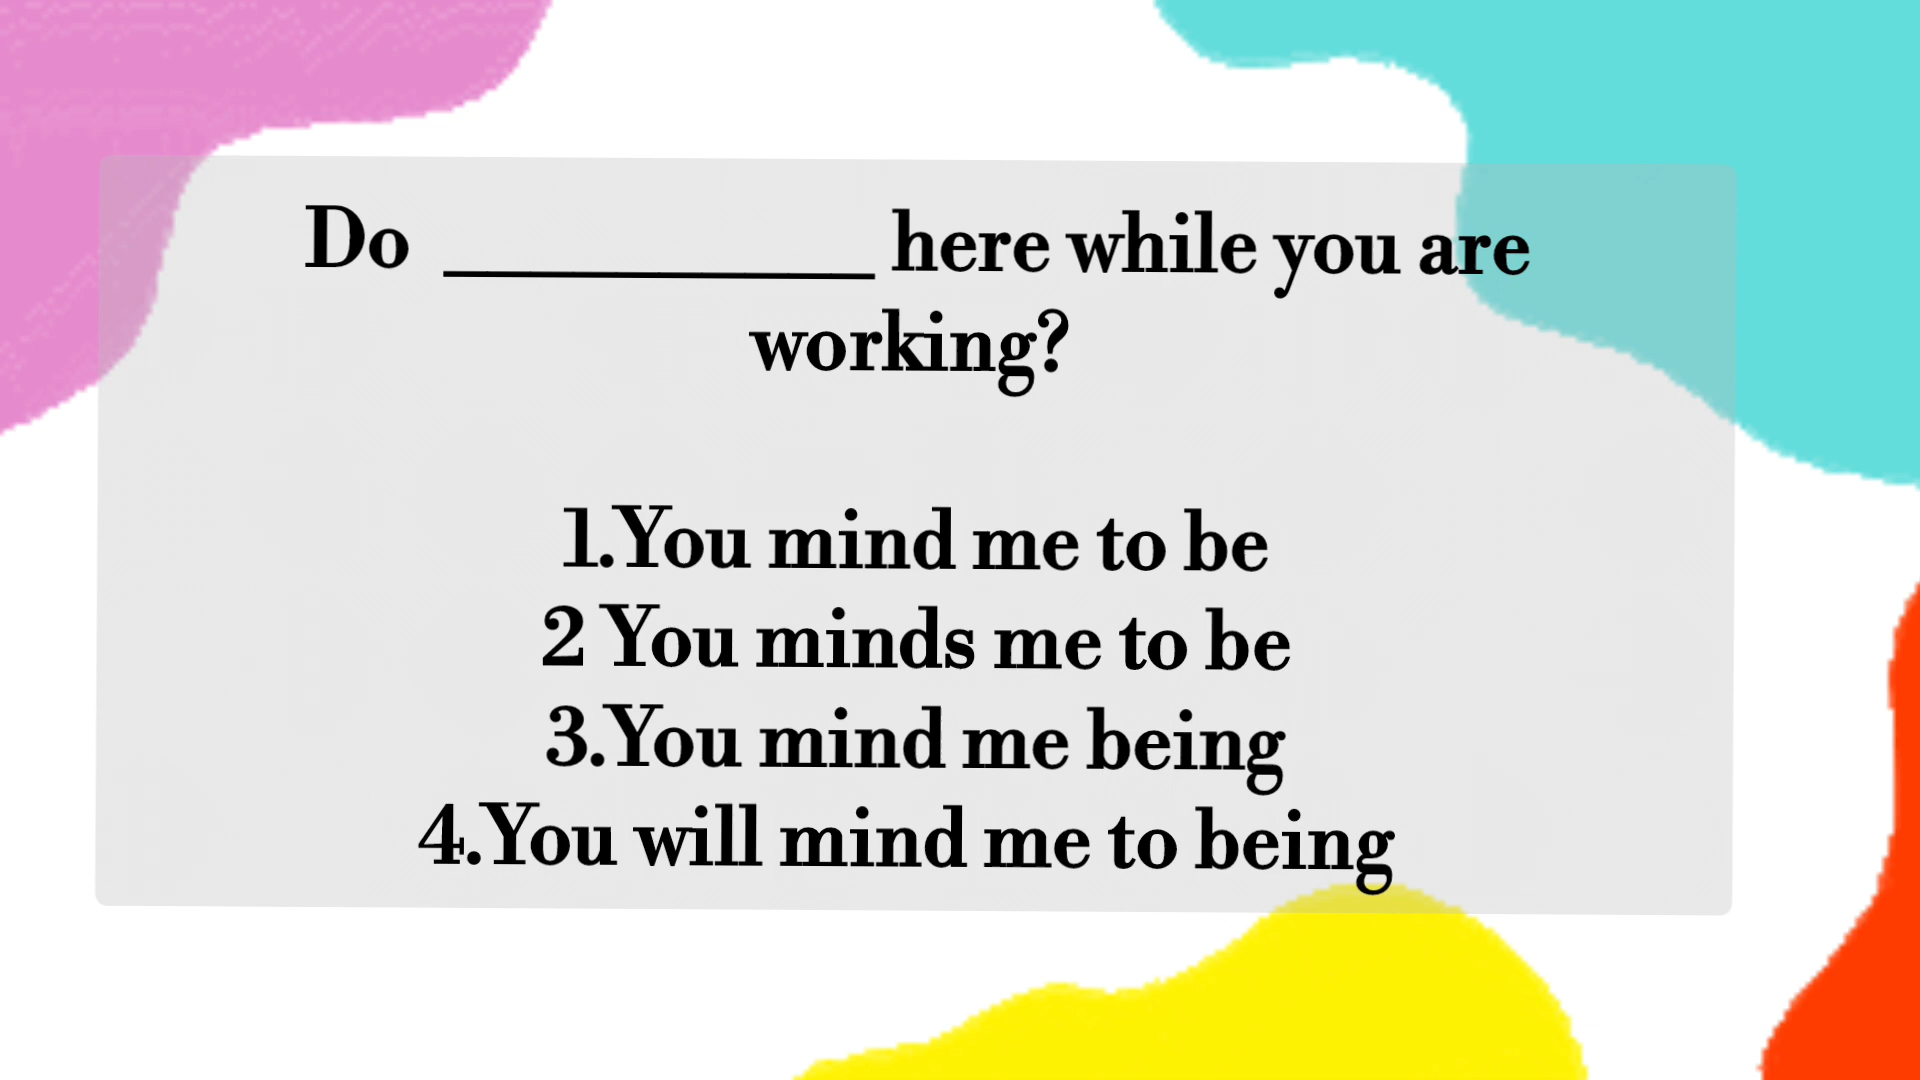 Do __________ here while you are
working?
1.You mind me to be
2 You minds me to be
3.You mind me being
4.You will mind me to being